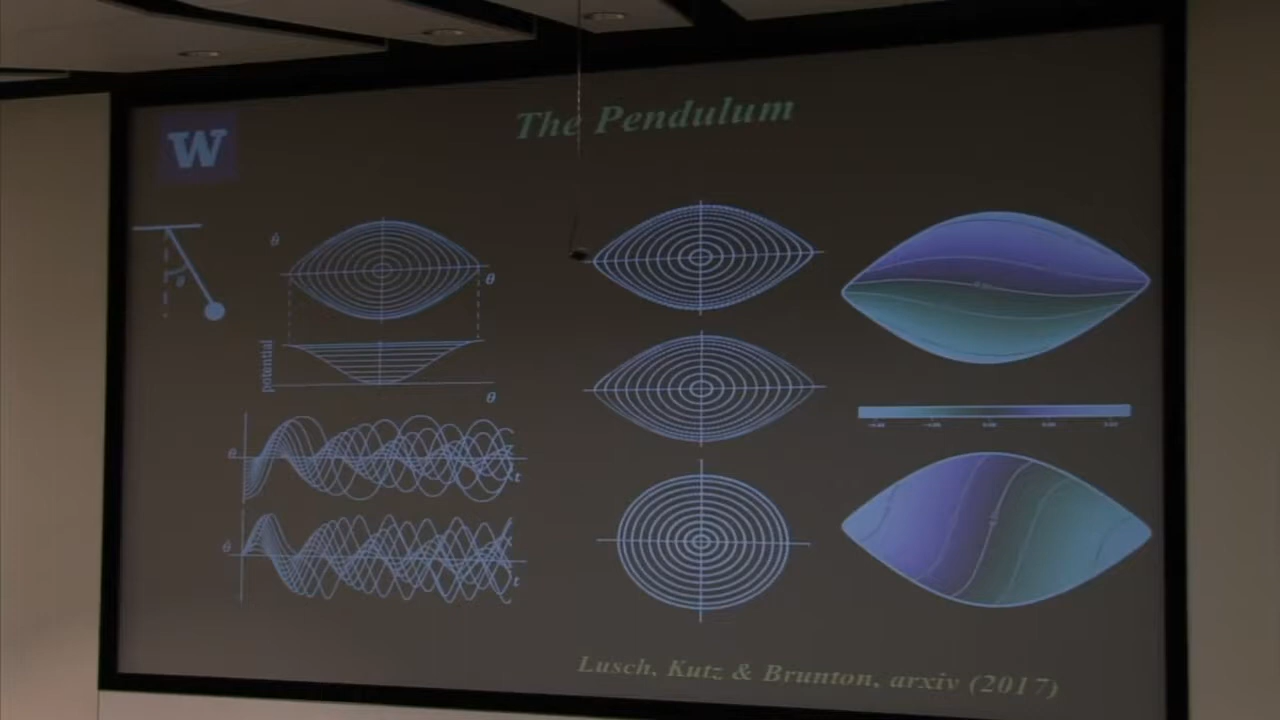 The Pendulum
W
θ
θ̇
θ
potential
θ
θ
t
θ̇
t
Lusch, Kutz & Brunton, arxiv (2017)